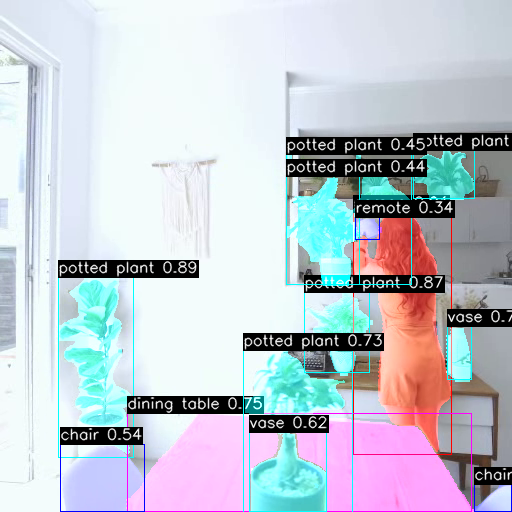 potted plant 0.45
otted plant
potted plant 0.44
remote 0.34
potted plant 0.89
potted plant 0.87
vase 0.7
potted plant 0.73
dining table 0.75
vase 0.62
chair 0.54
chair